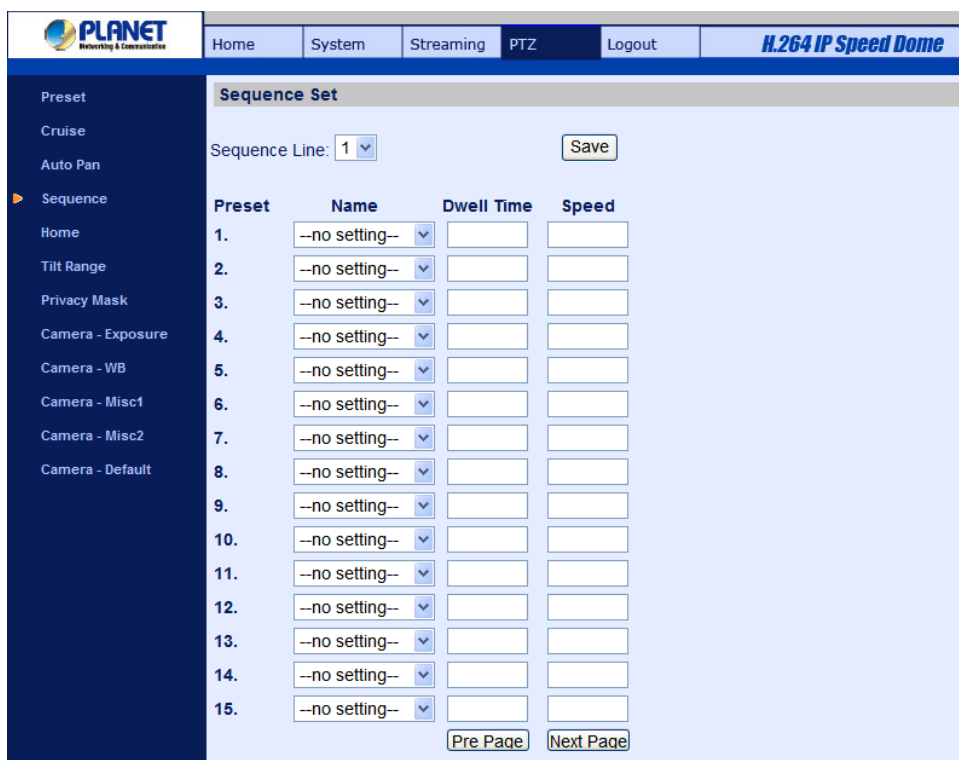 PLANET
Networking & Communication
Home System Streaming PTZ Logout H.264 IP Speed Dome
Preset
Cruise
Auto Pan
Sequence
Home
Tilt Range
Privacy Mask
Camera - Exposure
Camera - WB
Camera - Misc1
Camera - Misc2
Camera - Default
Sequence Set
Sequence Line: 1 Save
Preset Name Dwell Time Speed
1. --no setting--
2. --no setting--
3. --no setting--
4. --no setting--
5. --no setting--
6. --no setting--
7. --no setting--
8. --no setting--
9. --no setting--
10. --no setting--
11. --no setting--
12. --no setting--
13. --no setting--
14. --no setting--
15. --no setting--
Pre Page Next Page